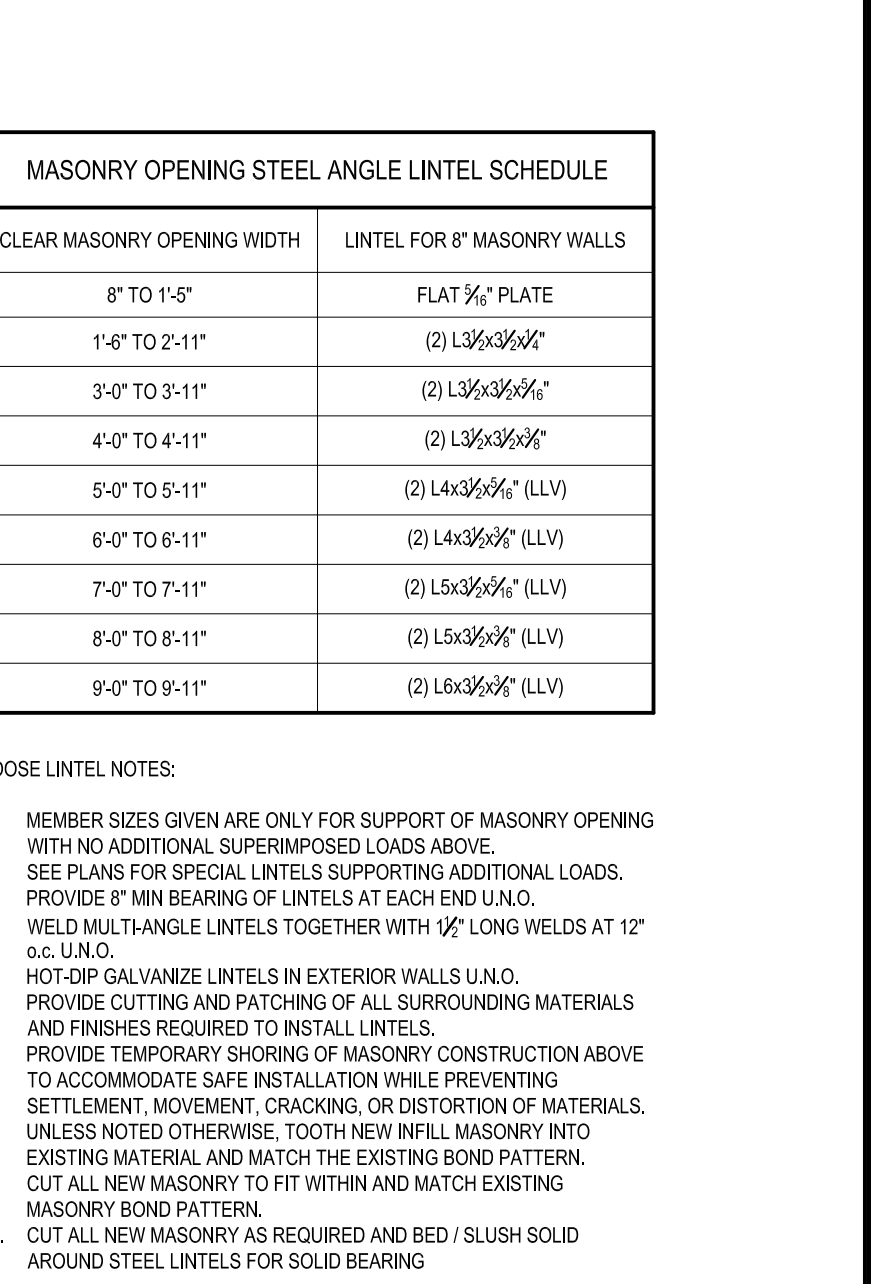 MASONRY OPENING STEEL ANGLE LINTEL SCHEDULE
CLEAR MASONRY OPENING WIDTH LINTEL FOR 8" MASONRY WALLS
8" TO 1'-5" FLAT 5/16" PLATE
1'-6" TO 2'-11" (2) L3½x3½x¼"
3'-0" TO 3'-11" (2) L3½x3½x5/16"
4'-0" TO 4'-11" (2) L3½x3½x3/8"
5'-0" TO 5'-11" (2) L4x3½x5/16" (LLV)
6'-0" TO 6'-11" (2) L4x3½x3/8" (LLV)
7'-0" TO 7'-11" (2) L5x3½x5/16" (LLV)
8'-0" TO 8'-11" (2) L5x3½x3/8" (LLV)
9'-0" TO 9'-11" (2) L6x3½x3/8" (LLV)
OOSE LINTEL NOTES:
MEMBER SIZES GIVEN ARE ONLY FOR SUPPORT OF MASONRY OPENING
WITH NO ADDITIONAL SUPERIMPOSED LOADS ABOVE.
SEE PLANS FOR SPECIAL LINTELS SUPPORTING ADDITIONAL LOADS.
PROVIDE 8" MIN BEARING OF LINTELS AT EACH END U.N.O.
WELD MULTI-ANGLE LINTELS TOGETHER WITH 1½" LONG WELDS AT 12"
o.c. U.N.O.
HOT-DIP GALVANIZE LINTELS IN EXTERIOR WALLS U.N.O.
PROVIDE CUTTING AND PATCHING OF ALL SURROUNDING MATERIALS
AND FINISHES REQUIRED TO INSTALL LINTELS.
PROVIDE TEMPORARY SHORING OF MASONRY CONSTRUCTION ABOVE
TO ACCOMMODATE SAFE INSTALLATION WHILE PREVENTING
SETTLEMENT, MOVEMENT, CRACKING, OR DISTORTION OF MATERIALS.
UNLESS NOTED OTHERWISE, TOOTH NEW INFILL MASONRY INTO
EXISTING MATERIAL AND MATCH THE EXISTING BOND PATTERN.
CUT ALL NEW MASONRY TO FIT WITHIN AND MATCH EXISTING
MASONRY BOND PATTERN.
. CUT ALL NEW MASONRY AS REQUIRED AND BED / SLUSH SOLID
AROUND STEEL LINTELS FOR SOLID BEARING